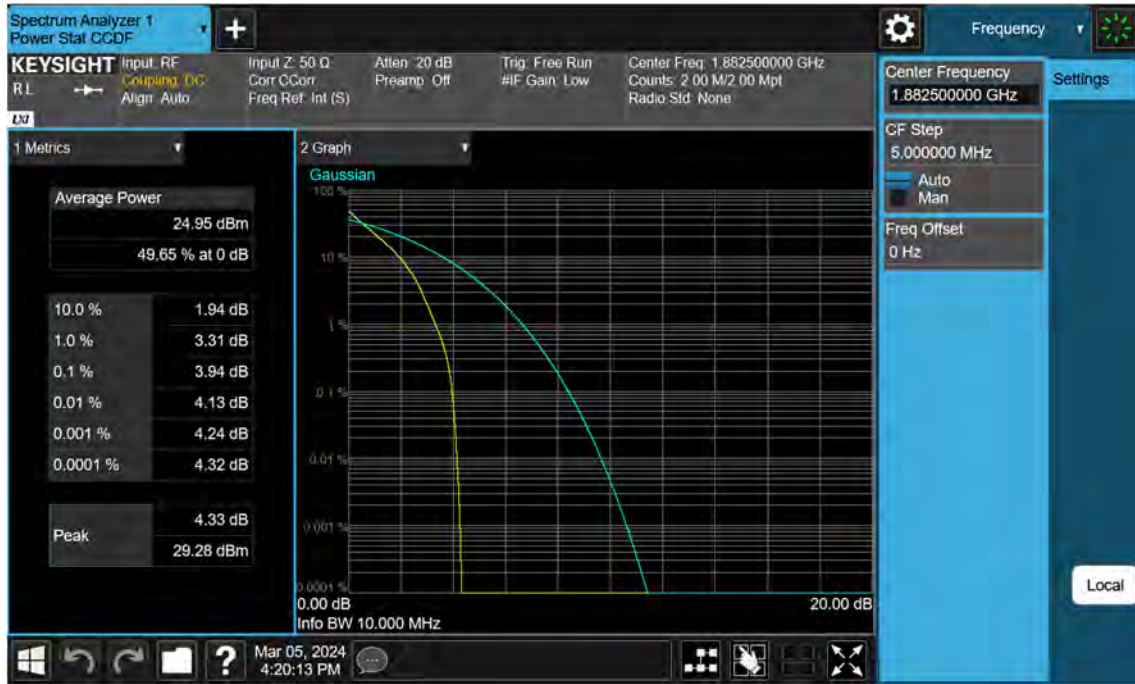 Spectrum Analyzer 1
Power Stat CCDF
Frequency
KEYSIGHT
Input: RF
Input Z: 50 Ω
Atten: 20 dB
Trig: Free Run
Center Freq: 1.882500000 GHz
RL
Coupling: DC
Corr CCorr
Preamp: Off
#IF Gain: Low
Counts: 2.00 M/2.00 Mpt
Align: Auto
Freq Ref: Int (S)
Radio Std: None
LXI
Center Frequency
1.882500000 GHz
Settings
CF Step
5.000000 MHz
Auto
Man
Freq Offset
0 Hz
1 Metrics
Average Power
24.95 dBm
49.65 % at 0 dB
10.0 % 1.94 dB
1.0 % 3.31 dB
0.1 % 3.94 dB
0.01 % 4.13 dB
0.001 % 4.24 dB
0.0001 % 4.32 dB
Peak
4.33 dB
29.28 dBm
2 Graph
Gaussian
100 %
10 %
1 %
0.1 %
0.01 %
0.001 %
0.0001 %
0.00 dB
20.00 dB
Info BW 10.000 MHz
Local
Mar 05, 2024
4:20:13 PM